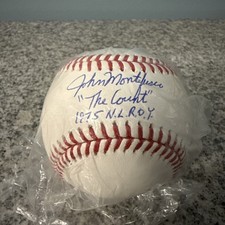 John Montefusco
"The Count"
1975 N.L. R.O.Y.